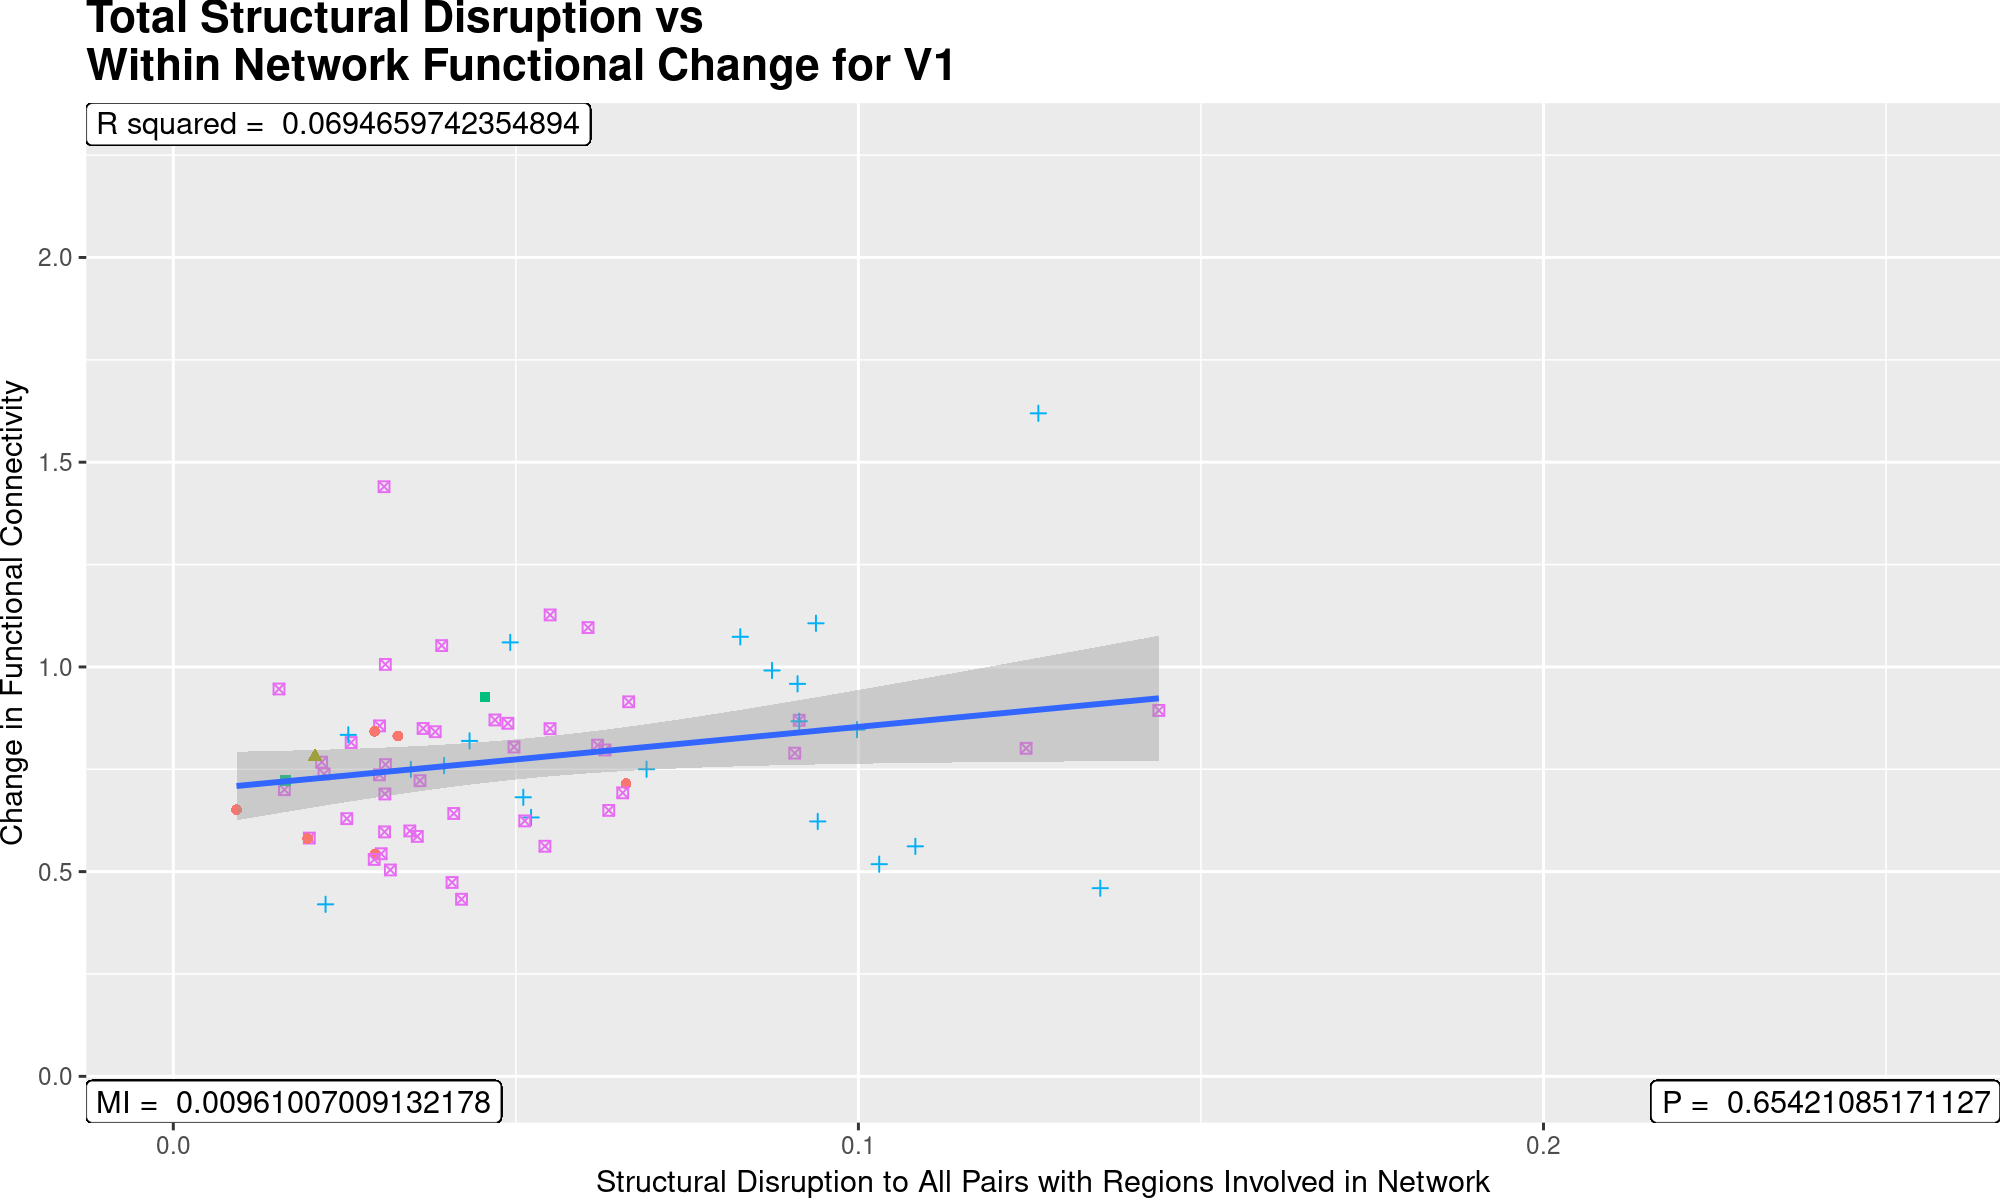 Total Structural Disruption vs
Within Network Functional Change for V1
R squared = 0.0694659742354894
Change in Functional Connectivity
2.0
1.5
1.0
0.5
0.0
MI = 0.00961007009132178
P = 0.65421085171127
0.0
0.1
0.2
Structural Disruption to All Pairs with Regions Involved in Network